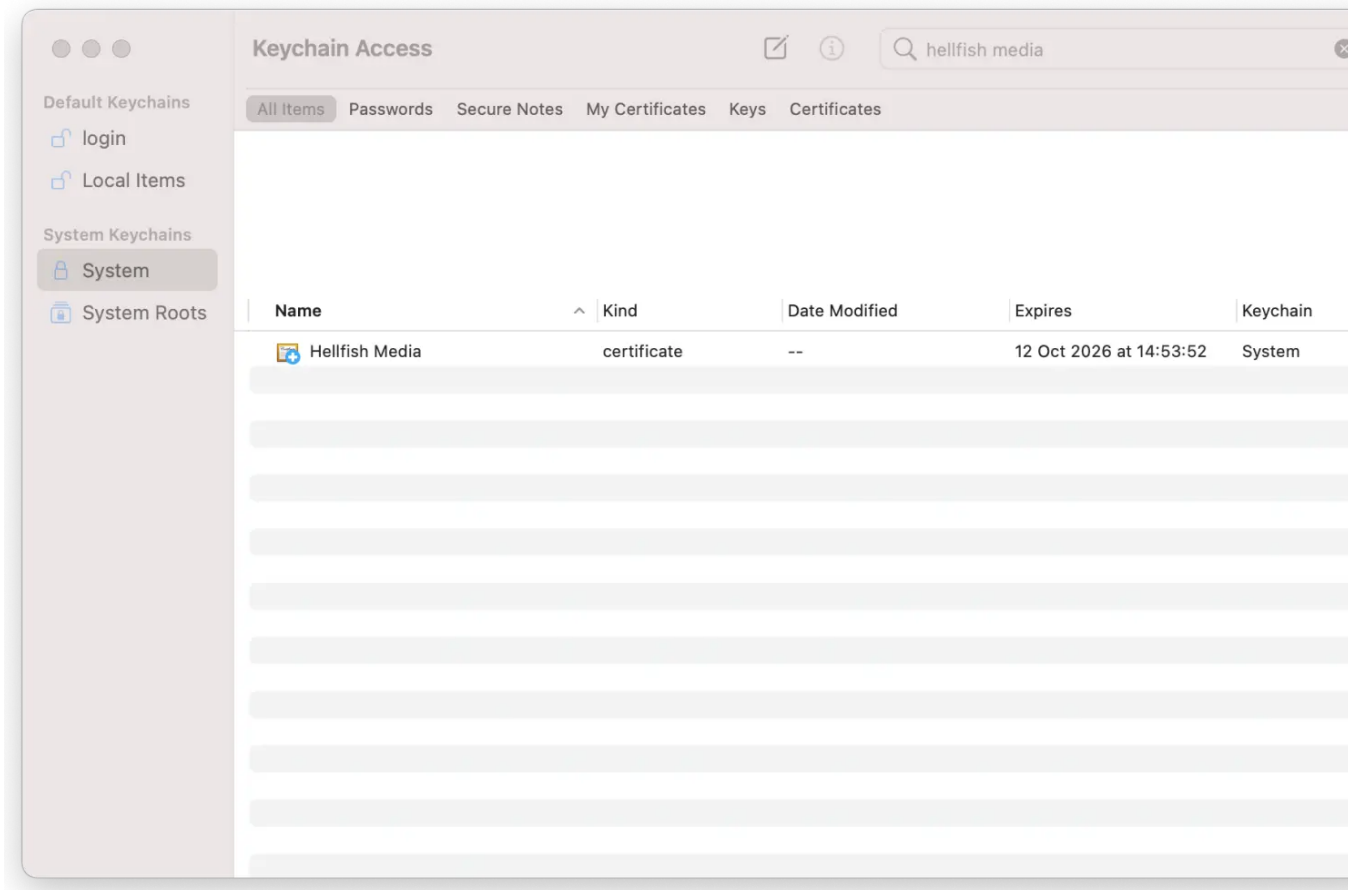 Keychain Access
hellfish media
Default Keychains
login
Local Items
System Keychains
System
System Roots
All Items Passwords Secure Notes My Certificates Keys Certificates
Name Kind Date Modified Expires Keychain
Hellfish Media certificate -- 12 Oct 2026 at 14:53:52 System